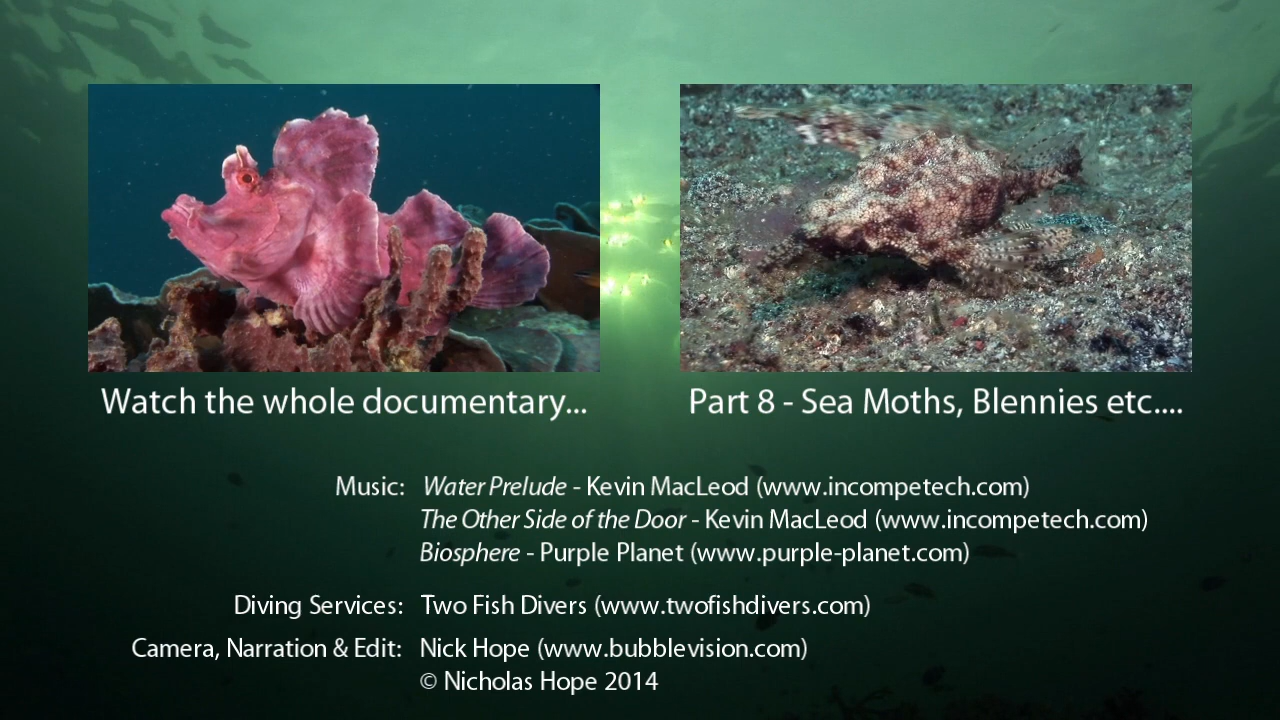 Watch the whole documentary...
Part 8 - Sea Moths, Blennies etc....
Music: Water Prelude - Kevin MacLeod (www.incompetech.com)
The Other Side of the Door - Kevin MacLeod (www.incompetech.com)
Biosphere - Purple Planet (www.purple-planet.com)
Diving Services: Two Fish Divers (www.twofishdivers.com)
Camera, Narration & Edit: Nick Hope (www.bubblevision.com)
© Nicholas Hope 2014